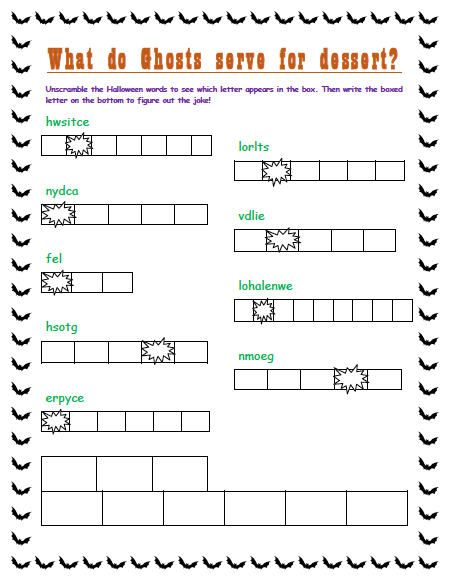 What do Ghosts serve for dessert?
Unscramble the Halloween words to see which letter appears in the box. Then write the boxed
letter on the bottom to figure out the joke!
hwsitce
nydca
fel
hsotg
erpyce
lorlts
vdlie
lohalenwe
nmoeg